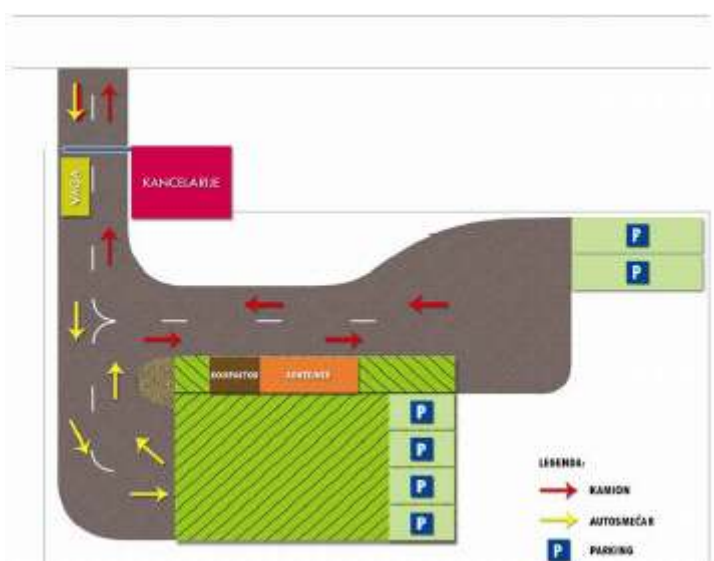 VAGA
KANCELARIJE
P
P
KOMPAKTOR KONTEJNER
P
P
P
P
LEGENDA:
KAMION
AUTOSMEĆAR
P PARKING